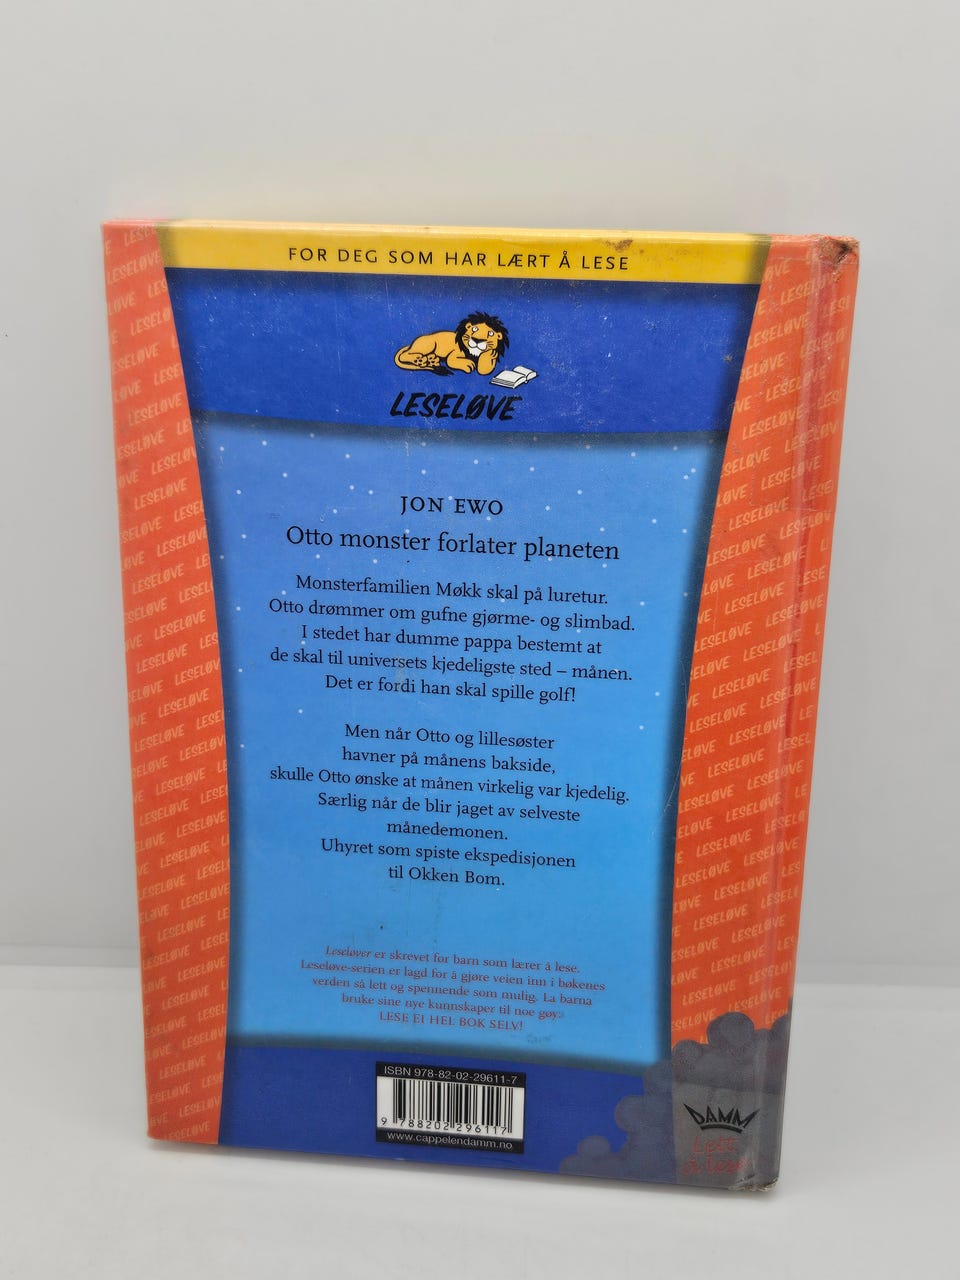 FOR DEG SOM HAR LÆRT Å LESE
LESELØVE
JON EWO
Otto monster forlater planeten
Monsterfamilien Møkk skal på luretur.
Otto drømmer om gufne gjørme- og slimbad.
I stedet har dumme pappa bestemt at
de skal til universets kjedeligste sted – månen.
Det er fordi han skal spille golf!
Men når Otto og lillesøster
havner på månens bakside,
skulle Otto ønske at månen virkelig var kjedelig.
Særlig når de blir jaget av selveste
månedemonen.
Uhyret som spiste ekspedisjonen
til Okken Bom.
Leseløver er skrevet for barn som lærer å lese.
Leseløve-serien er lagd for å gjøre veien inn i bøkenes
verden så lett og spennende som mulig. La barna
bruke sine nye kunnskaper til noe gøy:
LESE EI HEL BOK SELV!
ISBN 978-82-02-29611-7
9 788202 296117
www.cappelendamm.no
DAMM
Lett
å lese